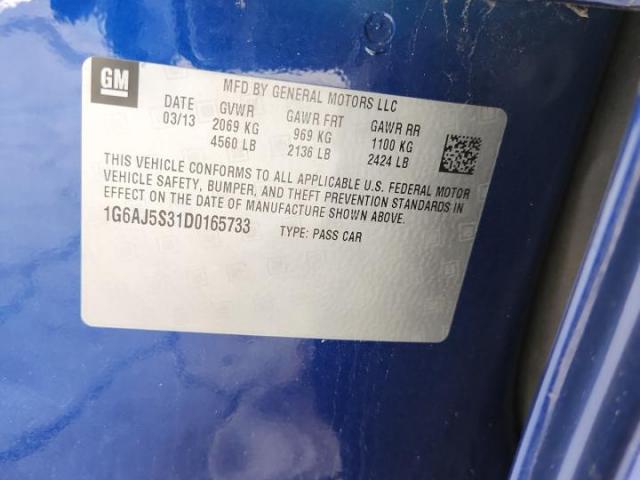 GM
MFD BY GENERAL MOTORS LLC
DATE GVWR GAWR FRT GAWR RR
03/13 2069 KG 969 KG 1100 KG
4560 LB 2136 LB 2424 LB
THIS VEHICLE CONFORMS TO ALL APPLICABLE U.S. FEDERAL MOTOR
VEHICLE SAFETY, BUMPER, AND THEFT PREVENTION STANDARDS IN
EFFECT ON THE DATE OF MANUFACTURE SHOWN ABOVE.
1G6AJ5S31D0165733 TYPE: PASS CAR